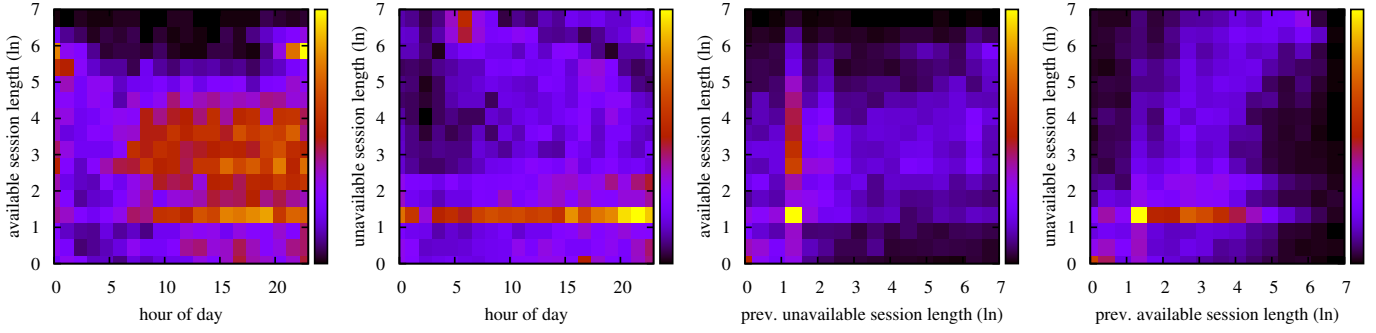 available session length (ln)
7
6
5
4
3
2
1
0
0 5 10 15 20
hour of day
unavailable session length (ln)
7
6
5
4
3
2
1
0
0 5 10 15 20
hour of day
available session length (ln)
7
6
5
4
3
2
1
0
0 1 2 3 4 5 6 7
prev. unavailable session length (ln)
unavailable session length (ln)
7
6
5
4
3
2
1
0
0 1 2 3 4 5 6 7
prev. available session length (ln)